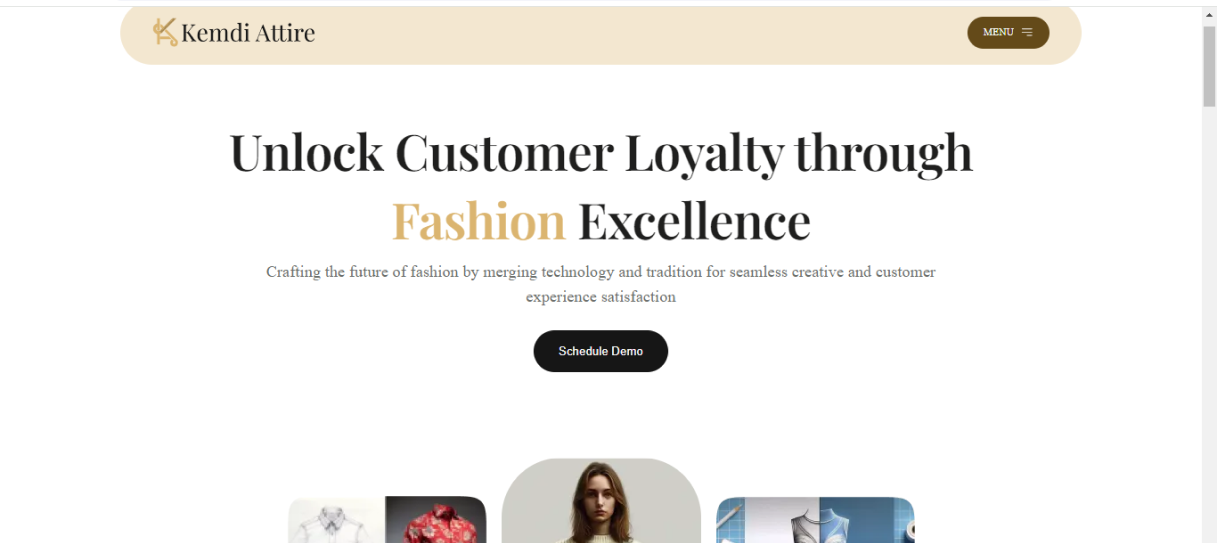 Kemdi Attire
MENU
Unlock Customer Loyalty through
Fashion Excellence
Crafting the future of fashion by merging technology and tradition for seamless creative and customer
experience satisfaction
Schedule Demo